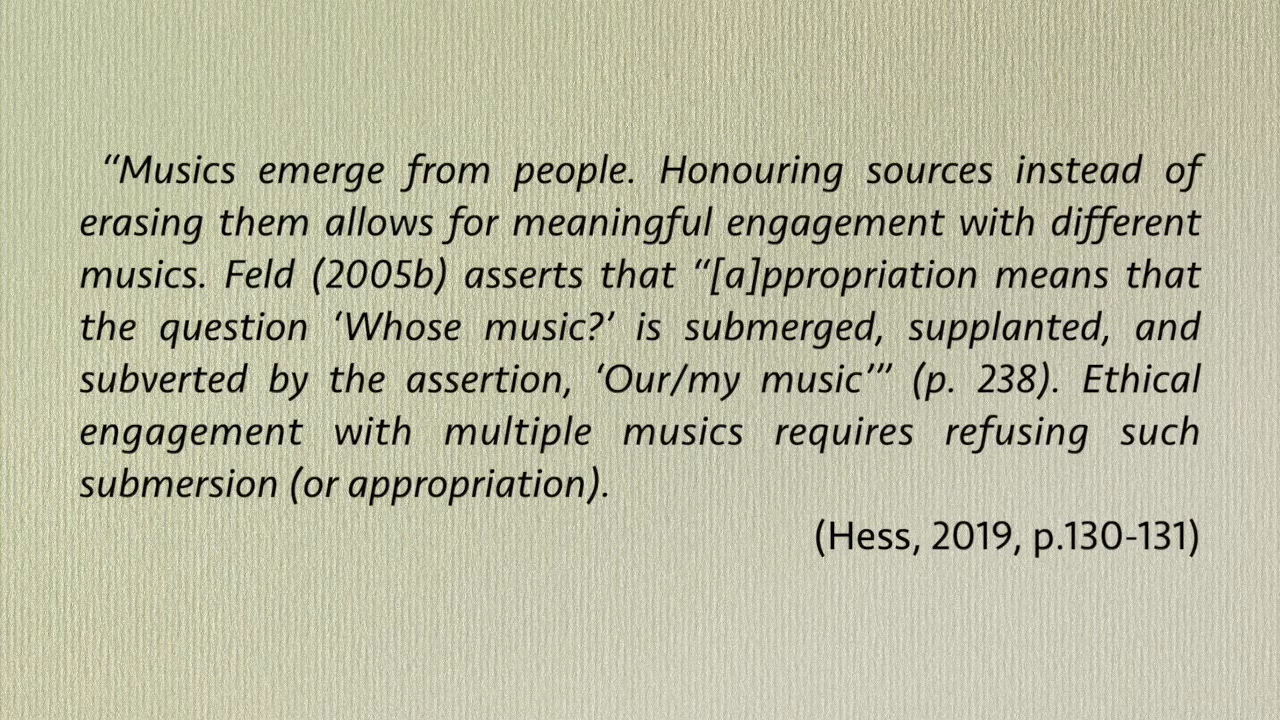 “Musics emerge from people. Honouring sources instead of
erasing them allows for meaningful engagement with different
musics. Feld (2005b) asserts that “[a]ppropriation means that
the question ‘Whose music?’ is submerged, supplanted, and
subverted by the assertion, ‘Our/my music’” (p. 238). Ethical
engagement with multiple musics requires refusing such
submersion (or appropriation).
(Hess, 2019, p.130-131)